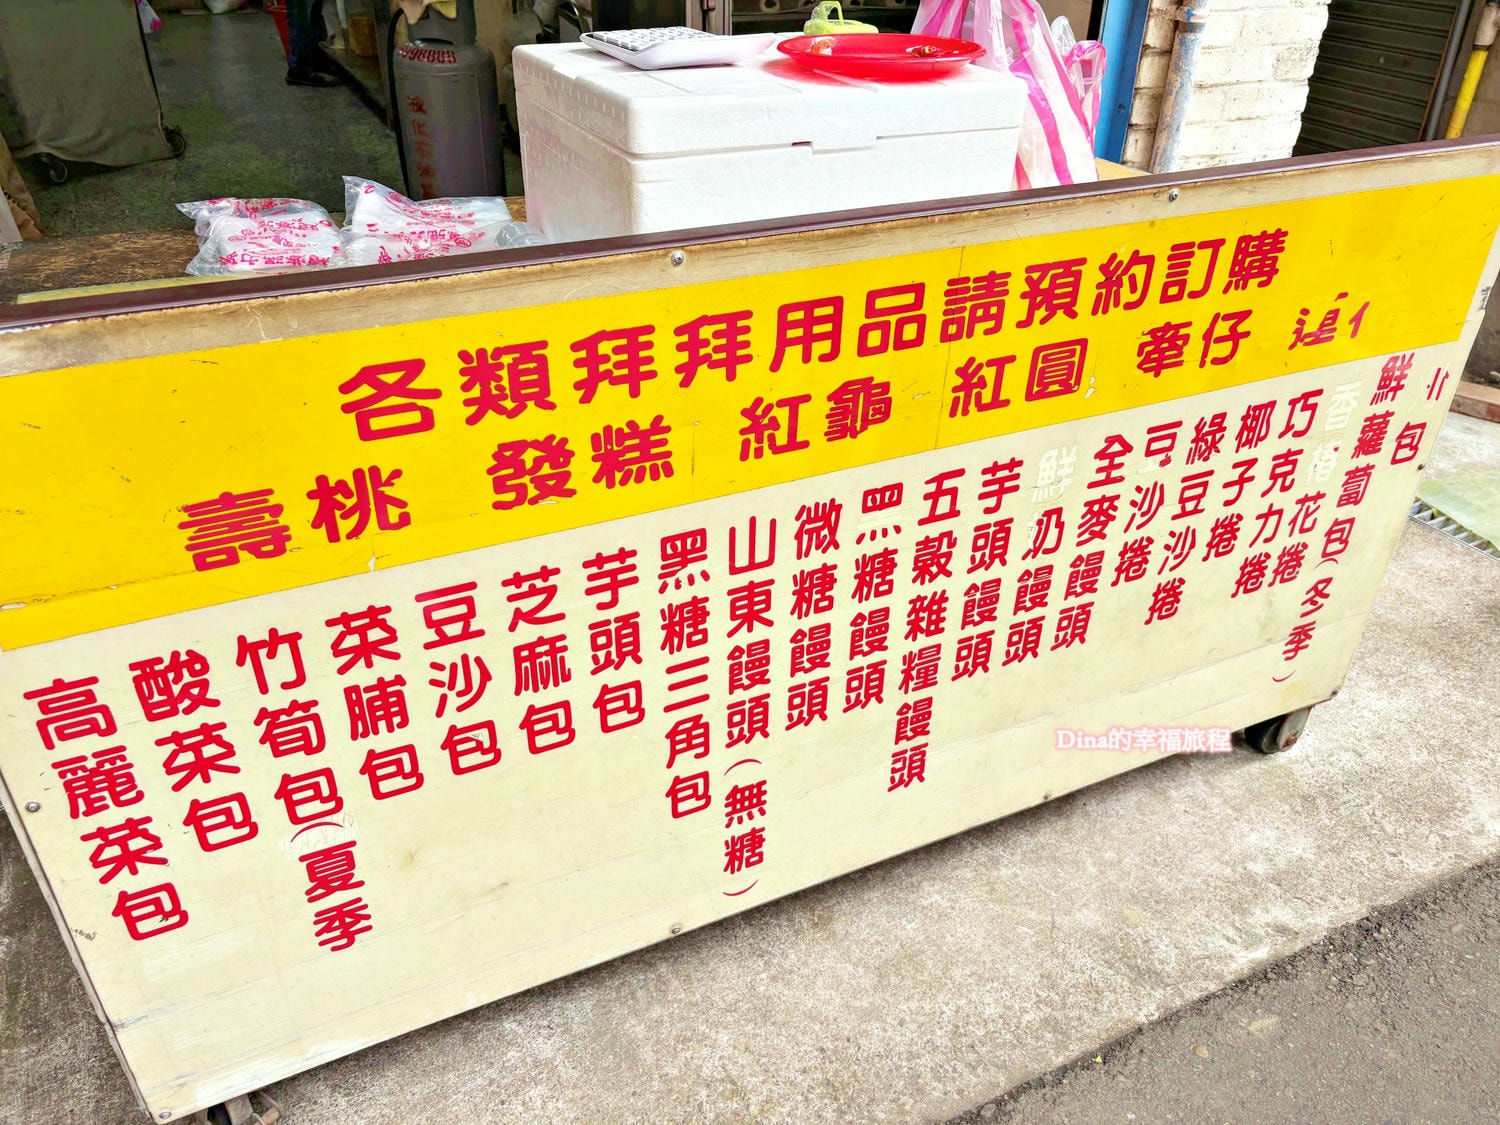 各類拜拜用品請預約訂購
壽桃 發糕 紅龜 紅圓 牽仔
包
鮮蘿蔔包(冬季)
香椿花捲
巧克力捲
椰子捲
綠豆沙捲
豆沙捲
全麥饅頭
鮮奶饅頭
芋頭饅頭
五穀雜糧饅頭
黑糖饅頭
微糖饅頭
山東饅頭(無糖)
黑糖三角包
芋頭包
芝麻包
豆沙包
菜脯包
竹筍包(夏季
酸菜包
高麗菜包
Dina的幸福旅程